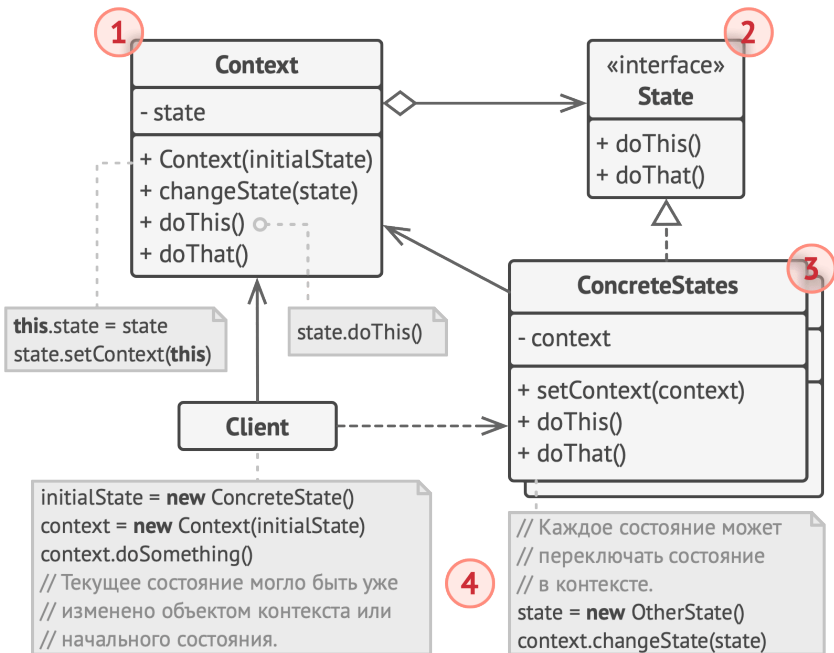 1
Context
- state
+ Context(initialState)
+ changeState(state)
+ doThis()
+ doThat()
2
«interface»
State
+ doThis()
+ doThat()
this.state = state
state.setContext(this)
state.doThis()
3
ConcreteStates
- context
+ setContext(context)
+ doThis()
+ doThat()
Client
initialState = new ConcreteState()
context = new Context(initialState)
context.doSomething()
// Текущее состояние могло быть уже
// изменено объектом контекста или
// начального состояния.
4
// Каждое состояние может
// переключать состояние
// в контексте.
state = new OtherState()
context.changeState(state)